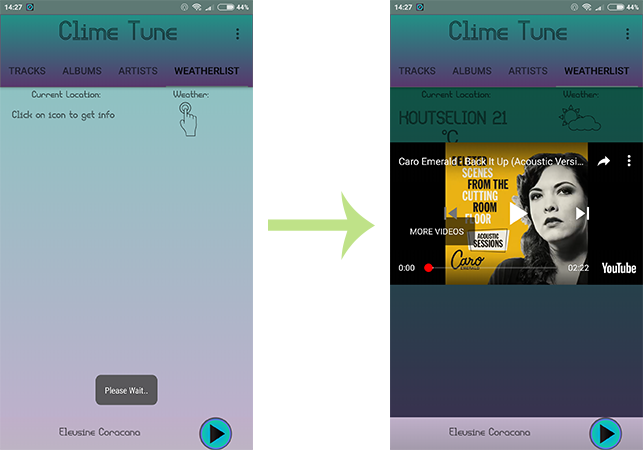 14:27
44%
Clime Tune
TRACKS ALBUMS ARTISTS WEATHERLIST
Current Location: Weather:
Click on icon to get info
Please Wait..
Eleusine Coracana
14:27
44%
Clime Tune
TRACKS ALBUMS ARTISTS WEATHERLIST
Current Location: Weather:
KOUTSELION 21
°C
Caro Emerald - Back It Up (Acoustic Versi...
SCENES
FROM THE
CUTTING
ROOM
FLOOR
MORE VIDEOS
ACOUSTIC
SESSIONS
Caro
EMERALD
0:00 02:22 YouTube
Eleusine Coracana